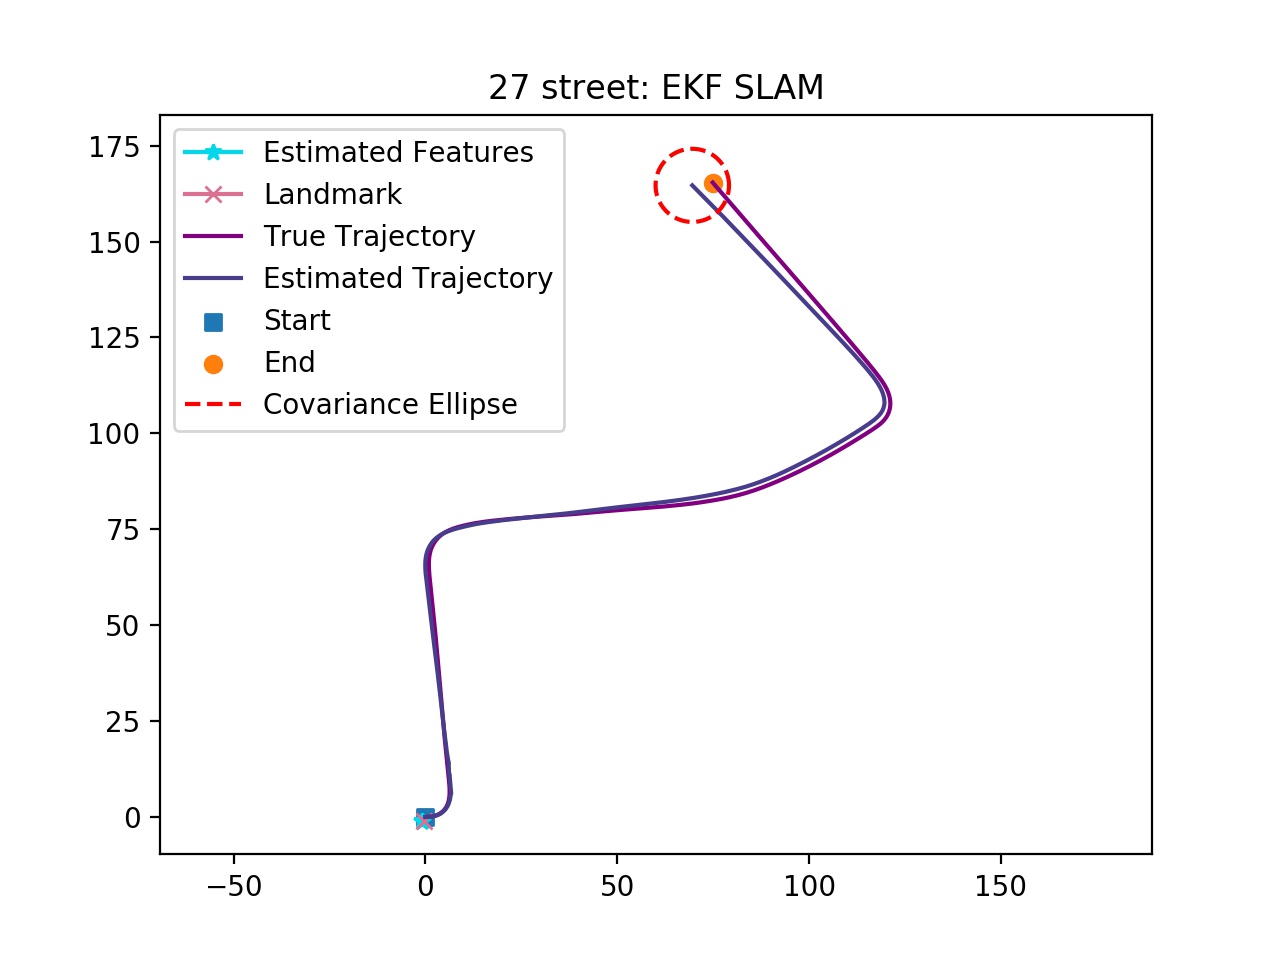 27 street: EKF SLAM
Estimated Features
Landmark
True Trajectory
Estimated Trajectory
Start
End
Covariance Ellipse
175
150
125
100
75
50
25
0
−50 0 50 100 150